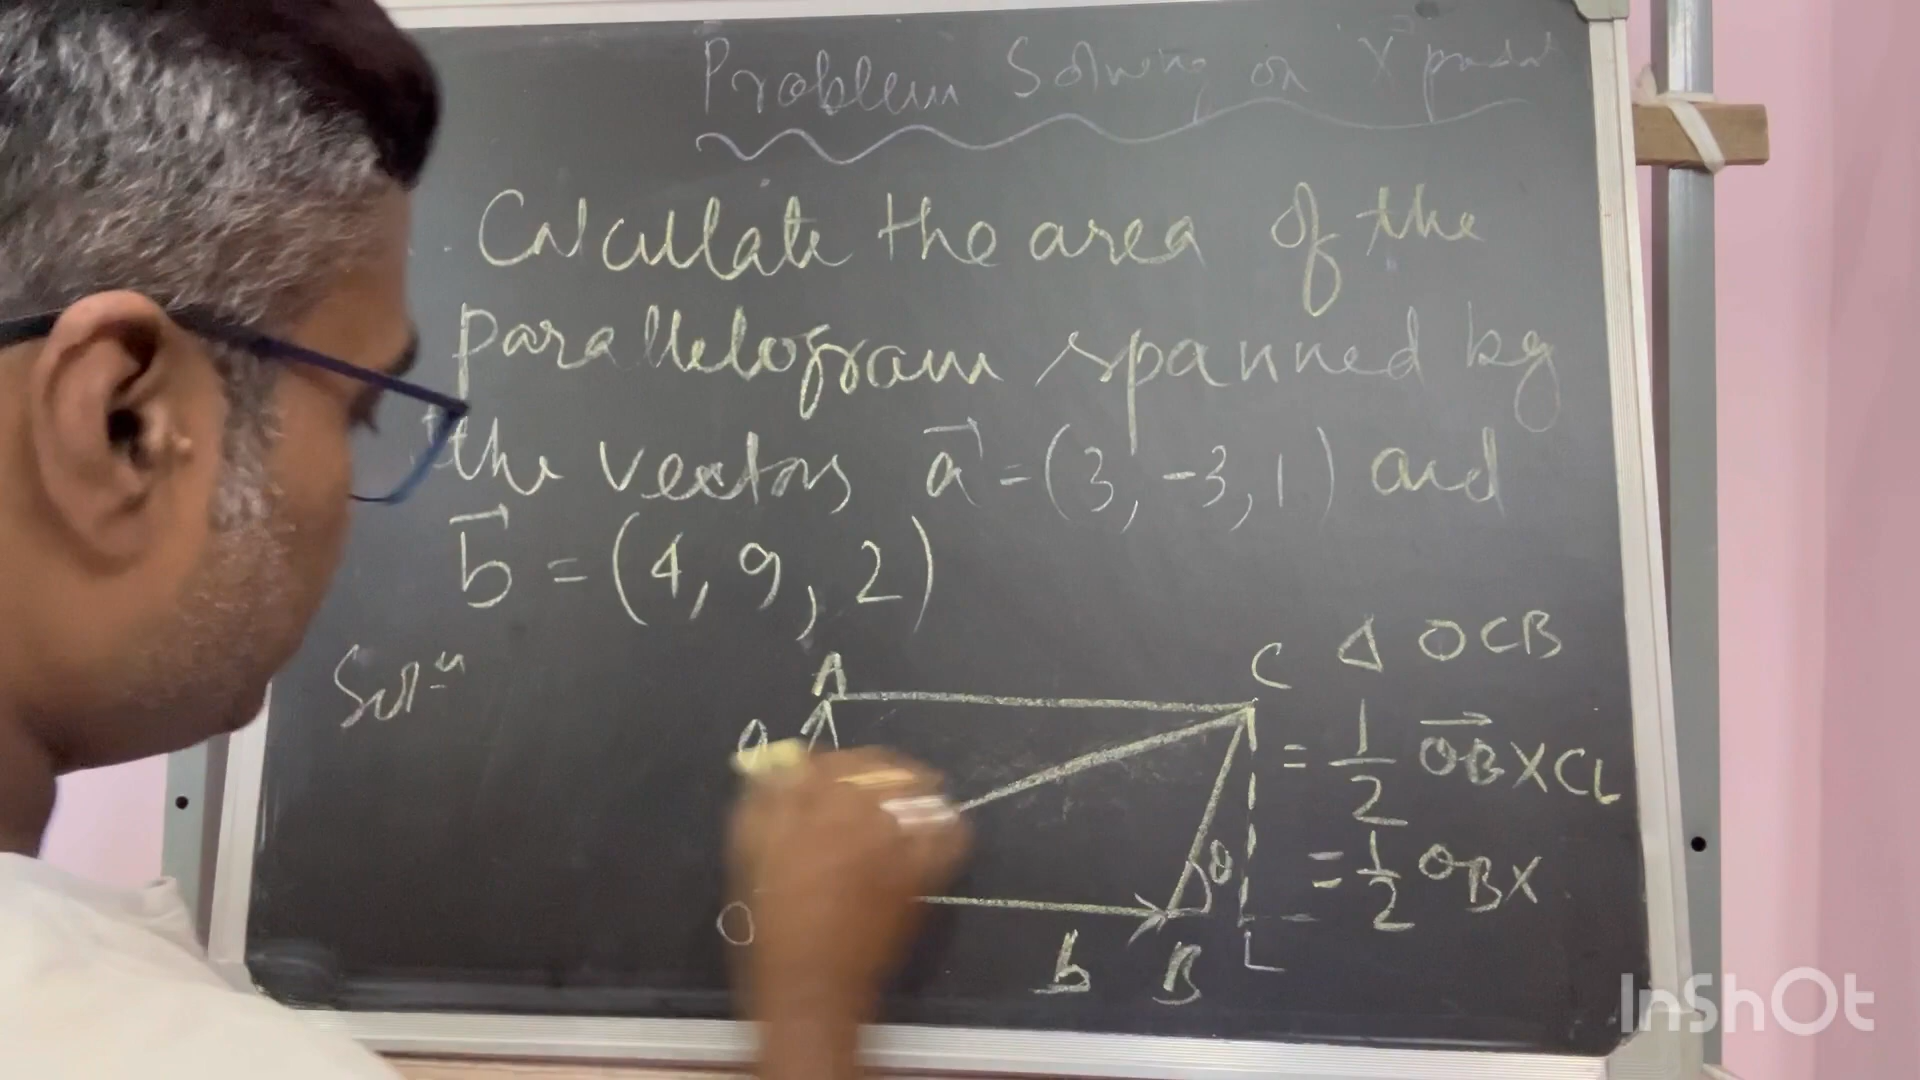 Problem Solving on X
Calculate the area of the
parallelogram spanned by
the vectors a⃗ = (3, -3, 1) and
b⃗ = (4, 9, 2)
Solⁿ
A
C
a
O
b
B
L
θ
Δ OCB
= 1/2 OB⃗ X CL
= 1/2 OB X
InShOt